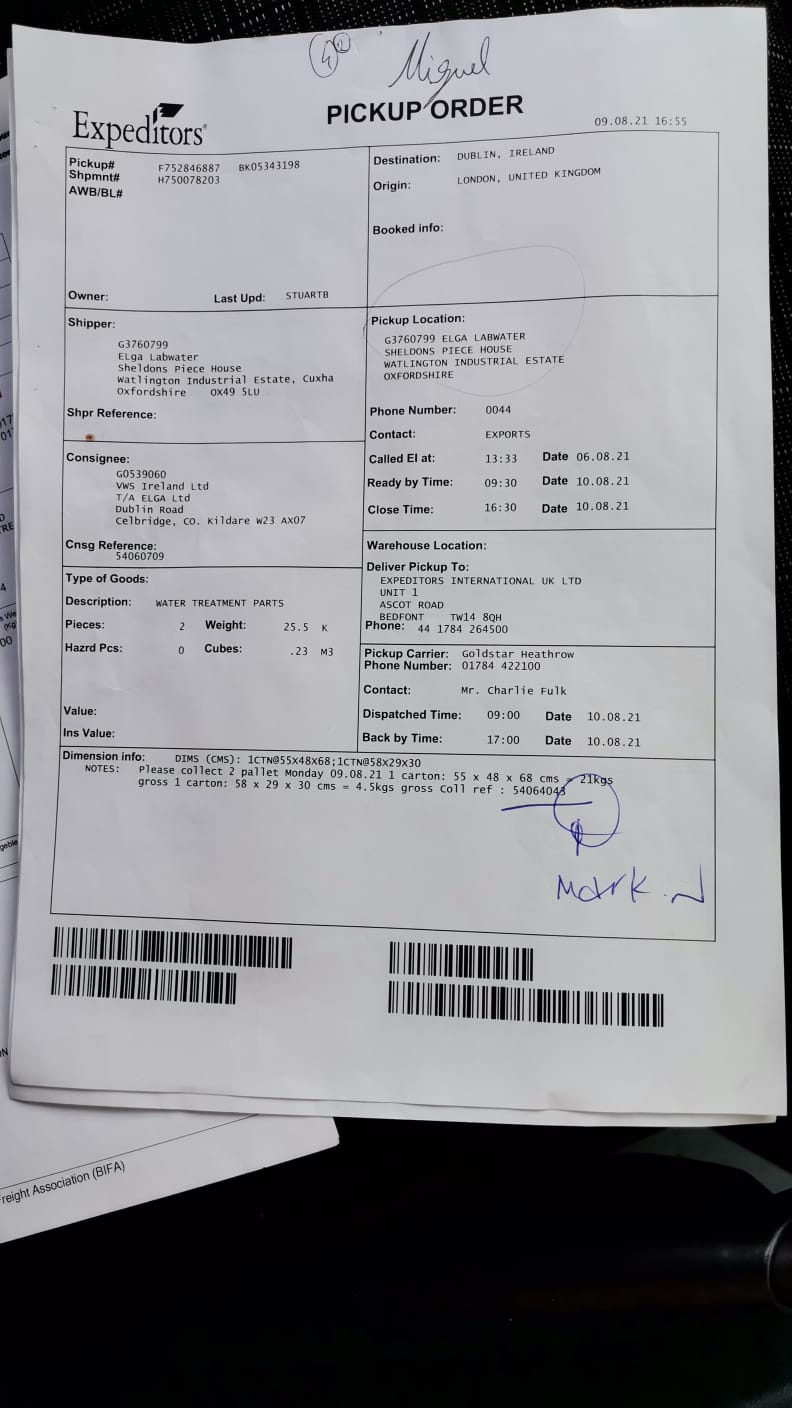 4 2 Miguel
Expeditors®
PICKUP ORDER
09.08.21 16:55
Pickup# F752846887 BK05343198
Shpmnt# H750078203
AWB/BL#
Owner: Last Upd: STUARTB
Destination: DUBLIN, IRELAND
Origin: LONDON, UNITED KINGDOM
Booked info:
Shipper:
G3760799
ELga Labwater
Sheldons Piece House
Watlington Industrial Estate, Cuxha
Oxfordshire OX49 5LU
Shpr Reference:
Pickup Location:
G3760799 ELGA LABWATER
SHELDONS PIECE HOUSE
WATLINGTON INDUSTRIAL ESTATE
OXFORDSHIRE
Phone Number: 0044
Contact: EXPORTS
Called EI at: 13:33 Date 06.08.21
Ready by Time: 09:30 Date 10.08.21
Close Time: 16:30 Date 10.08.21
Consignee:
G0539060
VWS Ireland Ltd
T/A ELGA Ltd
Dublin Road
Celbridge, CO. Kildare W23 AX07
Cnsg Reference:
54060709
Warehouse Location:
Deliver Pickup To:
EXPEDITORS INTERNATIONAL UK LTD
UNIT 1
ASCOT ROAD
BEDFONT TW14 8QH
Phone: 44 1784 264500
Type of Goods:
Description: WATER TREATMENT PARTS
Pieces: 2 Weight: 25.5 K
Hazrd Pcs: 0 Cubes: .23 M3
Value:
Ins Value:
Pickup Carrier: Goldstar Heathrow
Phone Number: 01784 422100
Contact: Mr. Charlie Fulk
Dispatched Time: 09:00 Date 10.08.21
Back by Time: 17:00 Date 10.08.21
Dimension info: DIMS (CMS): 1CTN@55X48X68;1CTN@58X29X30
NOTES: Please collect 2 pallet Monday 09.08.21 1 carton: 55 x 48 x 68 cms = 21kgs
gross 1 carton: 58 x 29 x 30 cms = 4.5kgs gross Coll ref : 54064043
Mark.N
Freight Association (BIFA)